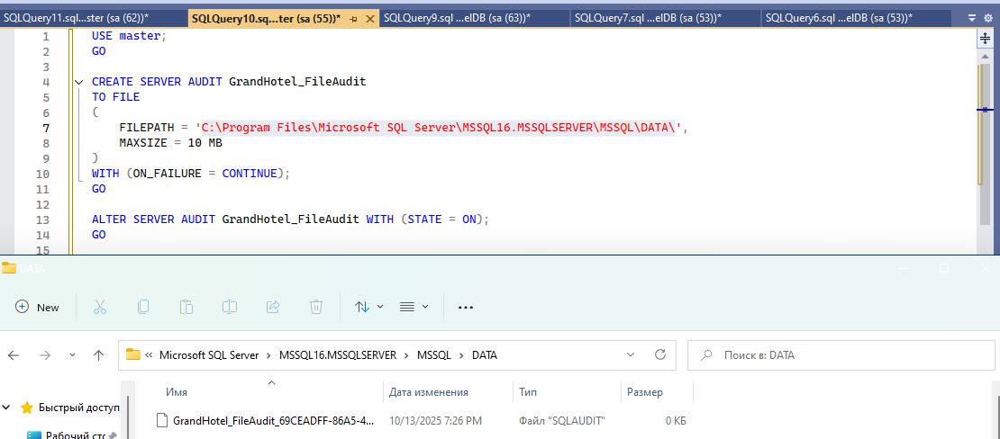 SQLQuery11.sql...ster (sa (62))* SQLQuery10.sq...ter (sa (55))* SQLQuery9.sql ...elDB (sa (63))* SQLQuery7.sql ...elDB (sa (53))* SQLQuery6.sql ...elDB (sa (53))*
1 USE master;
2 GO
3
4 CREATE SERVER AUDIT GrandHotel_FileAudit
5 TO FILE
6 (
7 FILEPATH = 'C:\Program Files\Microsoft SQL Server\MSSQL16.MSSQLSERVER\MSSQL\DATA\',
8 MAXSIZE = 10 MB
9 )
10 WITH (ON_FAILURE = CONTINUE);
11 GO
12
13 ALTER SERVER AUDIT GrandHotel_FileAudit WITH (STATE = ON);
14 GO
15
DATA
New
« Microsoft SQL Server > MSSQL16.MSSQLSERVER > MSSQL > DATA Поиск в: DATA
Имя Дата изменения Тип Размер
Быстрый доступ
GrandHotel_FileAudit_69CEADFF-86A5-4... 10/13/2025 7:26 PM Файл "SQLAUDIT" 0 КБ
Рабочий сто